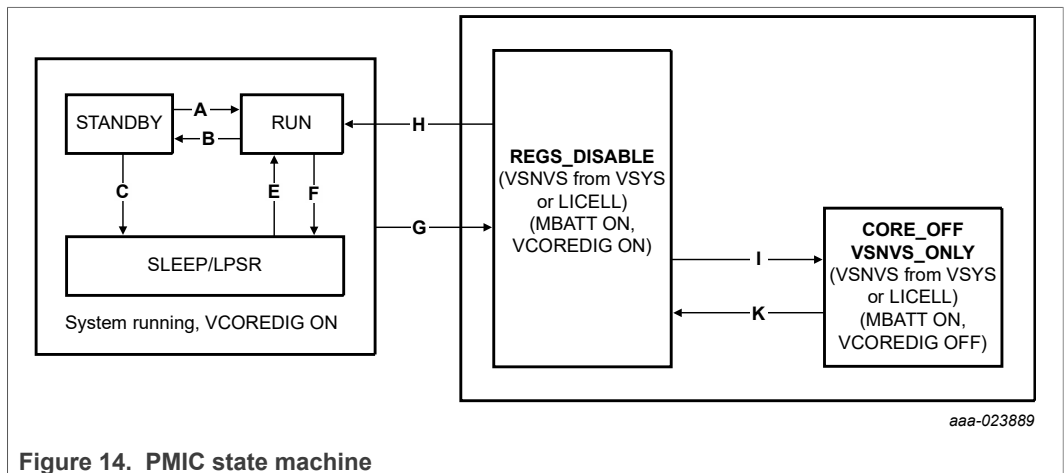 STANDBY
A
B
RUN
C
E
F
SLEEP/LPSR
System running, VCOREDIG ON
H
G
REGS_DISABLE
(VSNVS from VSYS
or LICELL)
(MBATT ON,
VCOREDIG ON)
I
K
CORE_OFF
VSNVS_ONLY
(VSNVS from VSYS
or LICELL)
(MBATT ON,
VCOREDIG OFF)
aaa-023889
Figure 14. PMIC state machine